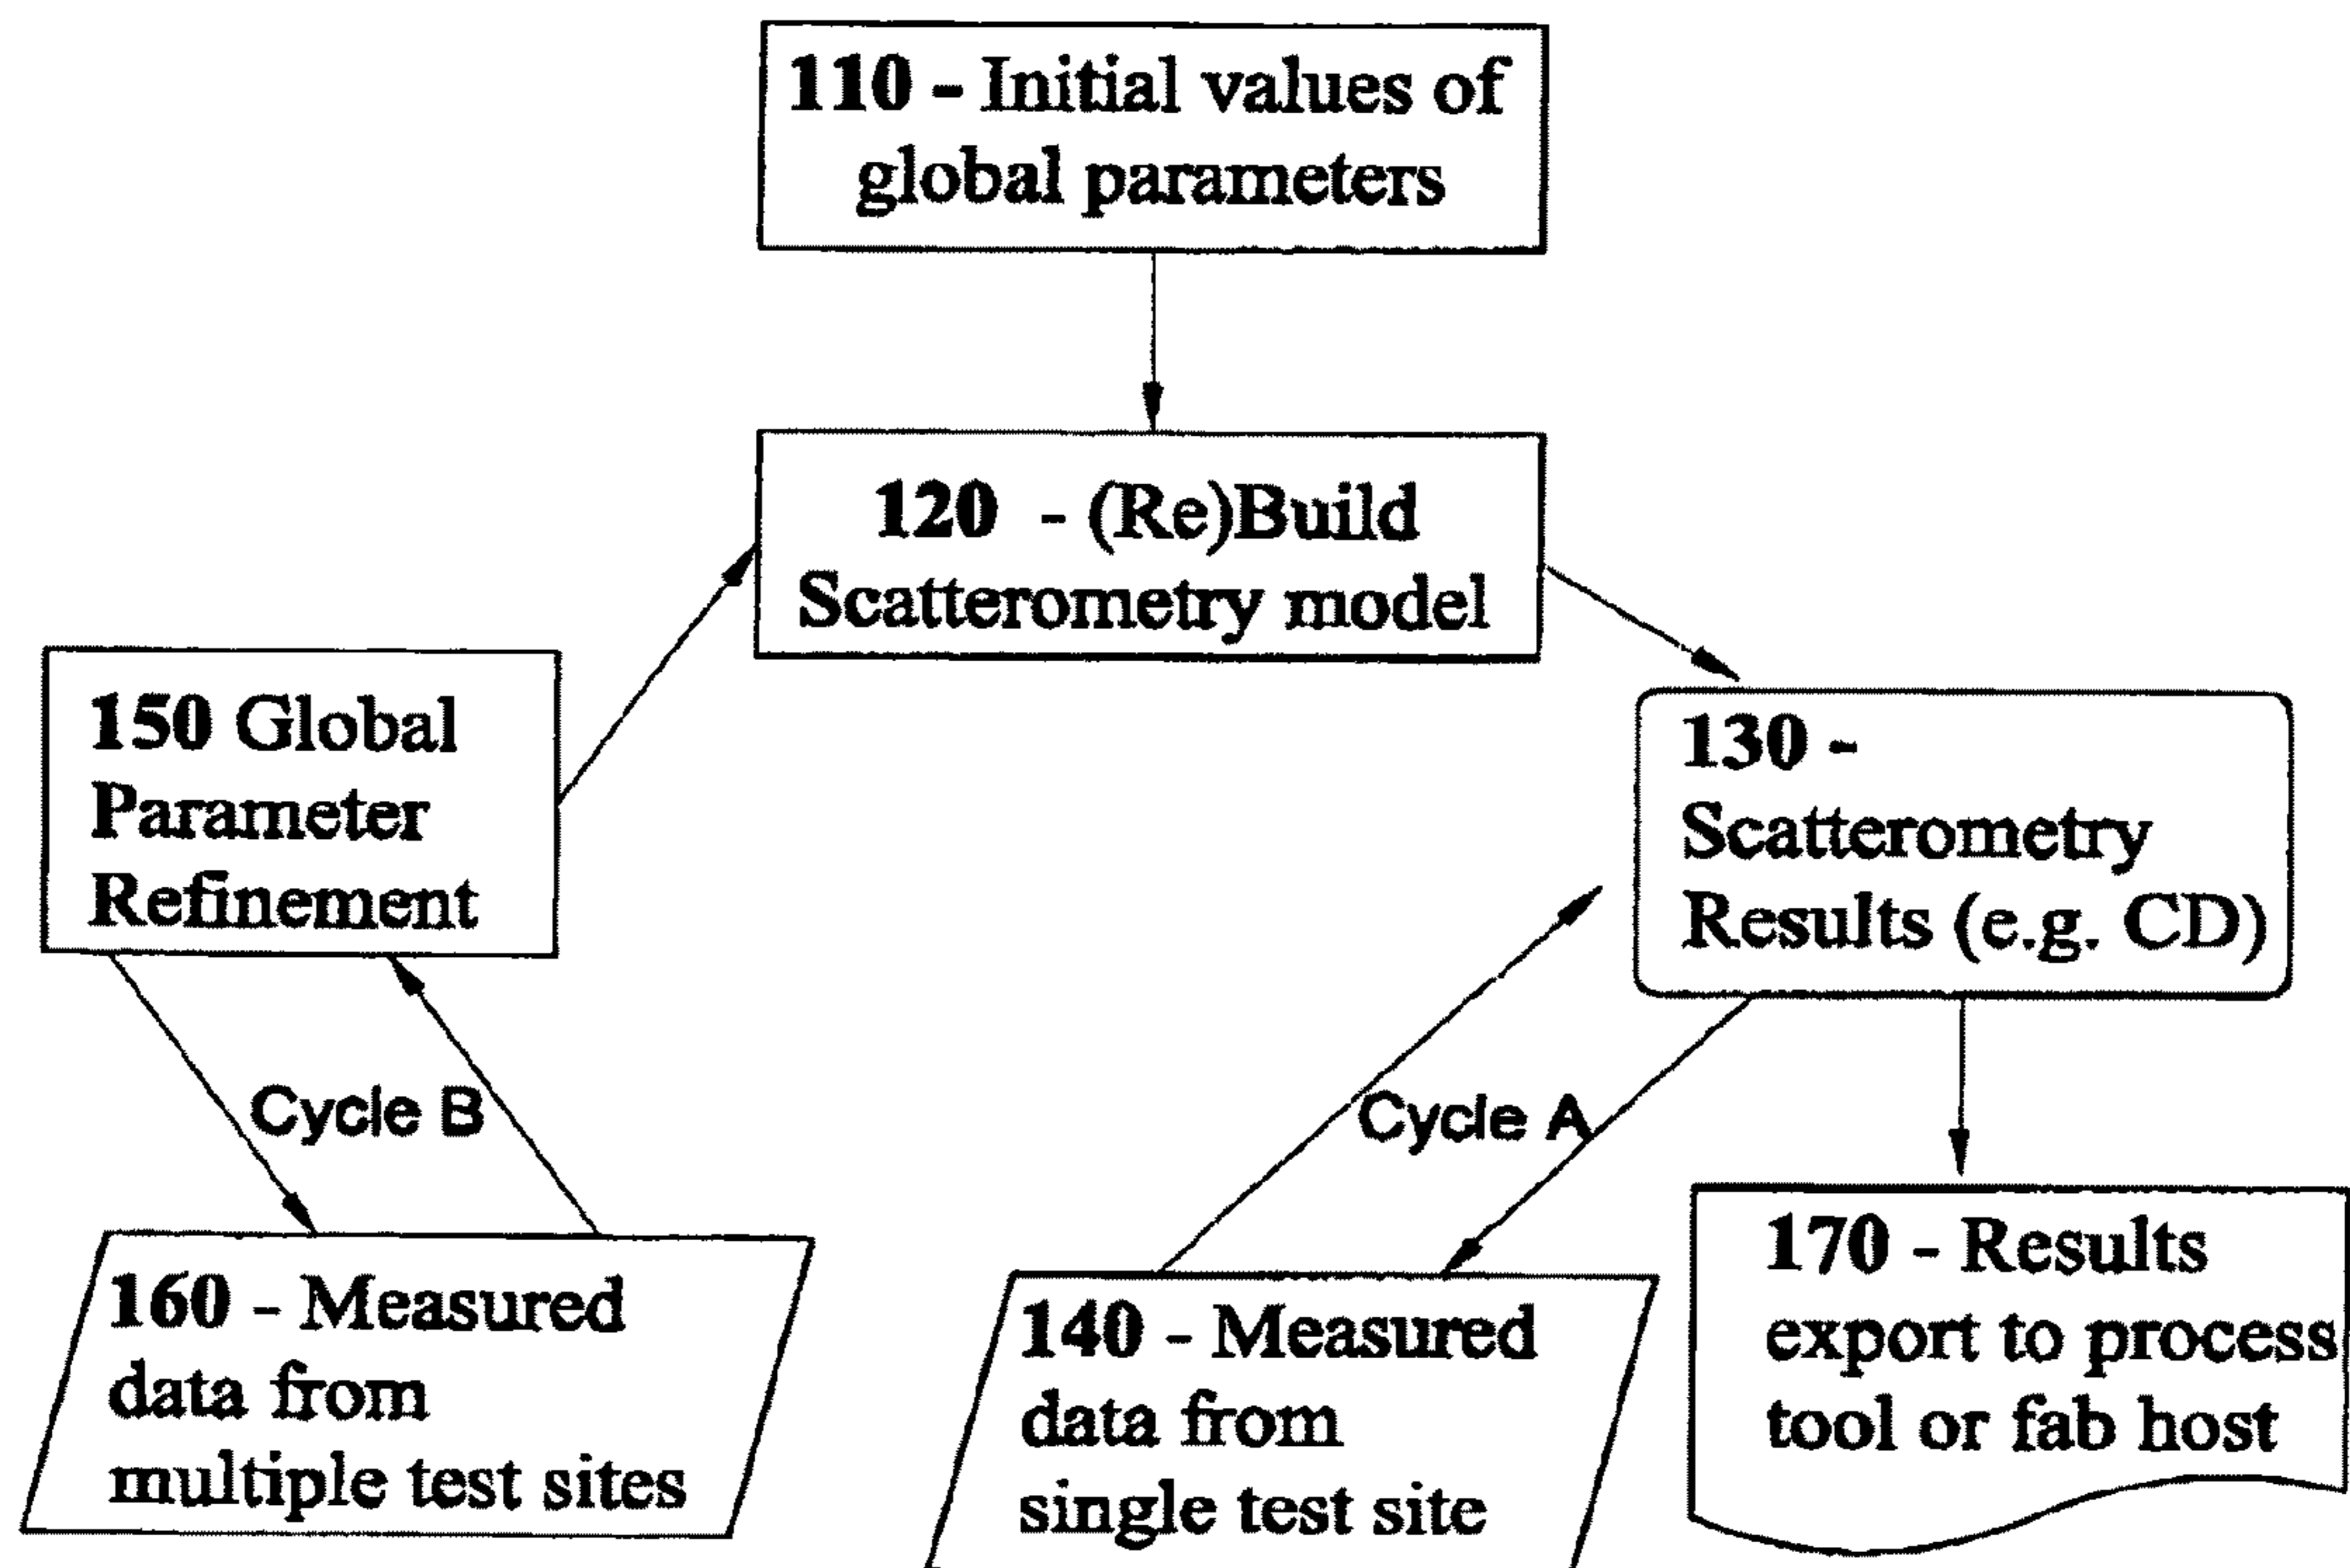 110 - Initial values of
global parameters
120 - (Re)Build
Scatterometry model
150 Global
Parameter
Refinement
130 -
Scatterometry
Results (e.g. CD)
Cycle B
Cycle A
160 - Measured
data from
multiple test sites
140 - Measured
data from
single test site
170 - Results
export to process
tool or fab host